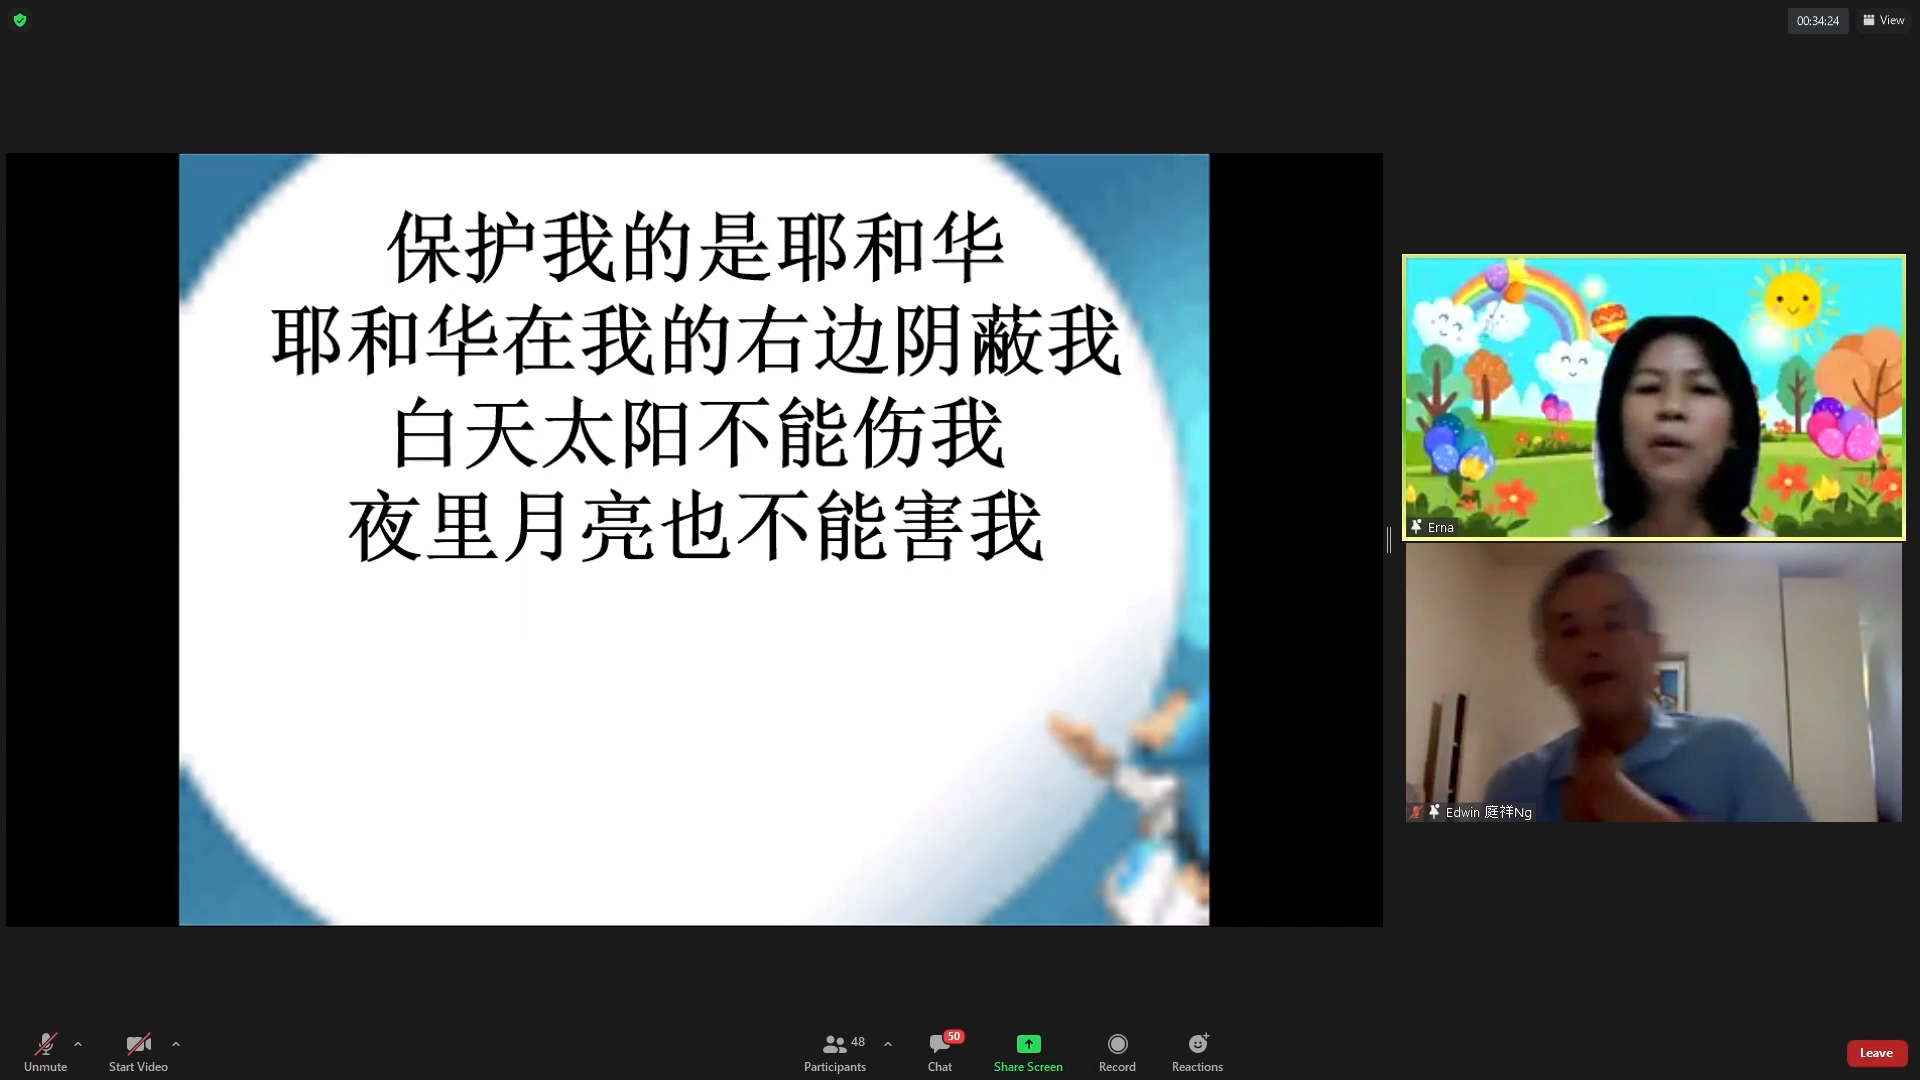 00:34:24
View
保护我的是耶和华
耶和华在我的右边阴蔽我
白天太阳不能伤我
夜里月亮也不能害我
Erna
Edwin 庭祥Ng
Unmute
Start Video
48
Participants
50
Chat
Share Screen
Record
Reactions
Leave